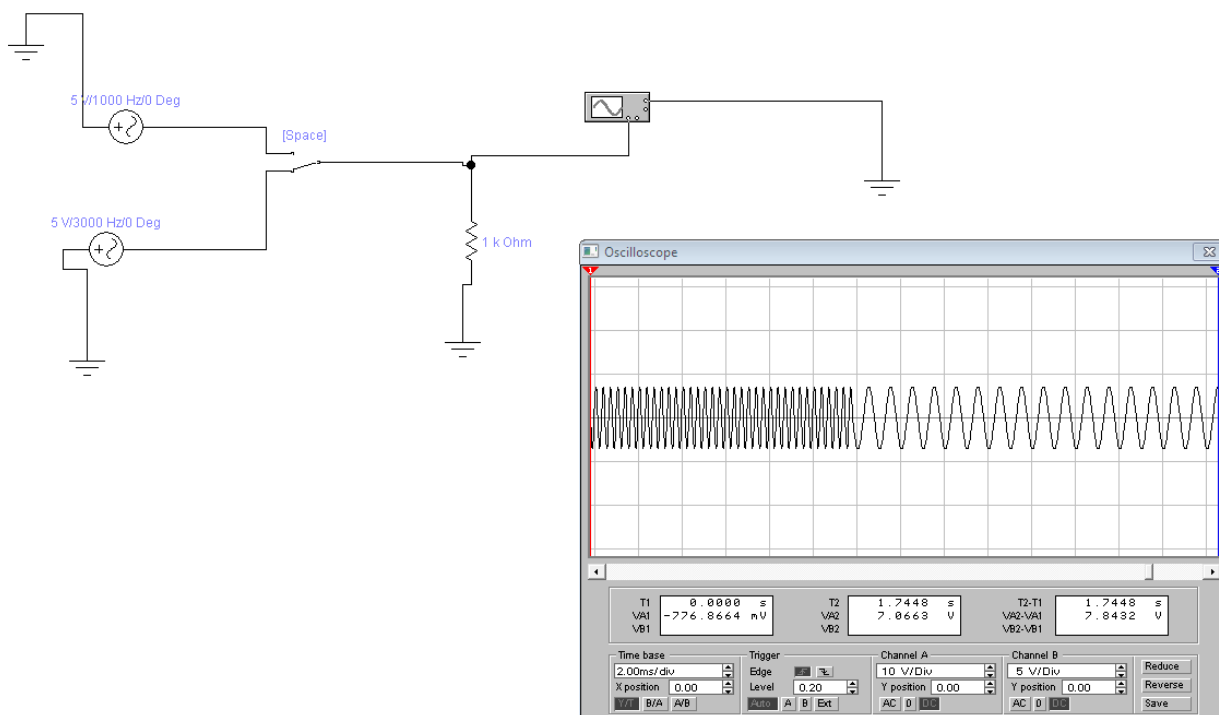 5 V/1000 Hz/0 Deg
[Space]
5 V/3000 Hz/0 Deg
1 k Ohm
Oscilloscope
1
T1 0.0000 s
VA1 -776.8664 mV
VB1
T2 1.7448 s
VA2 7.0663 V
VB2
T2-T1 1.7448 s
VA2-VA1 7.8432 V
VB2-VB1
Time base
2.00ms/div
X position 0.00
Y/T B/A A/B
Trigger
Edge
Level 0.20
Auto A B Ext
Channel A
10 V/Div
Y position 0.00
AC 0 DC
Channel B
5 V/Div
Y position 0.00
AC 0 DC
Reduce
Reverse
Save